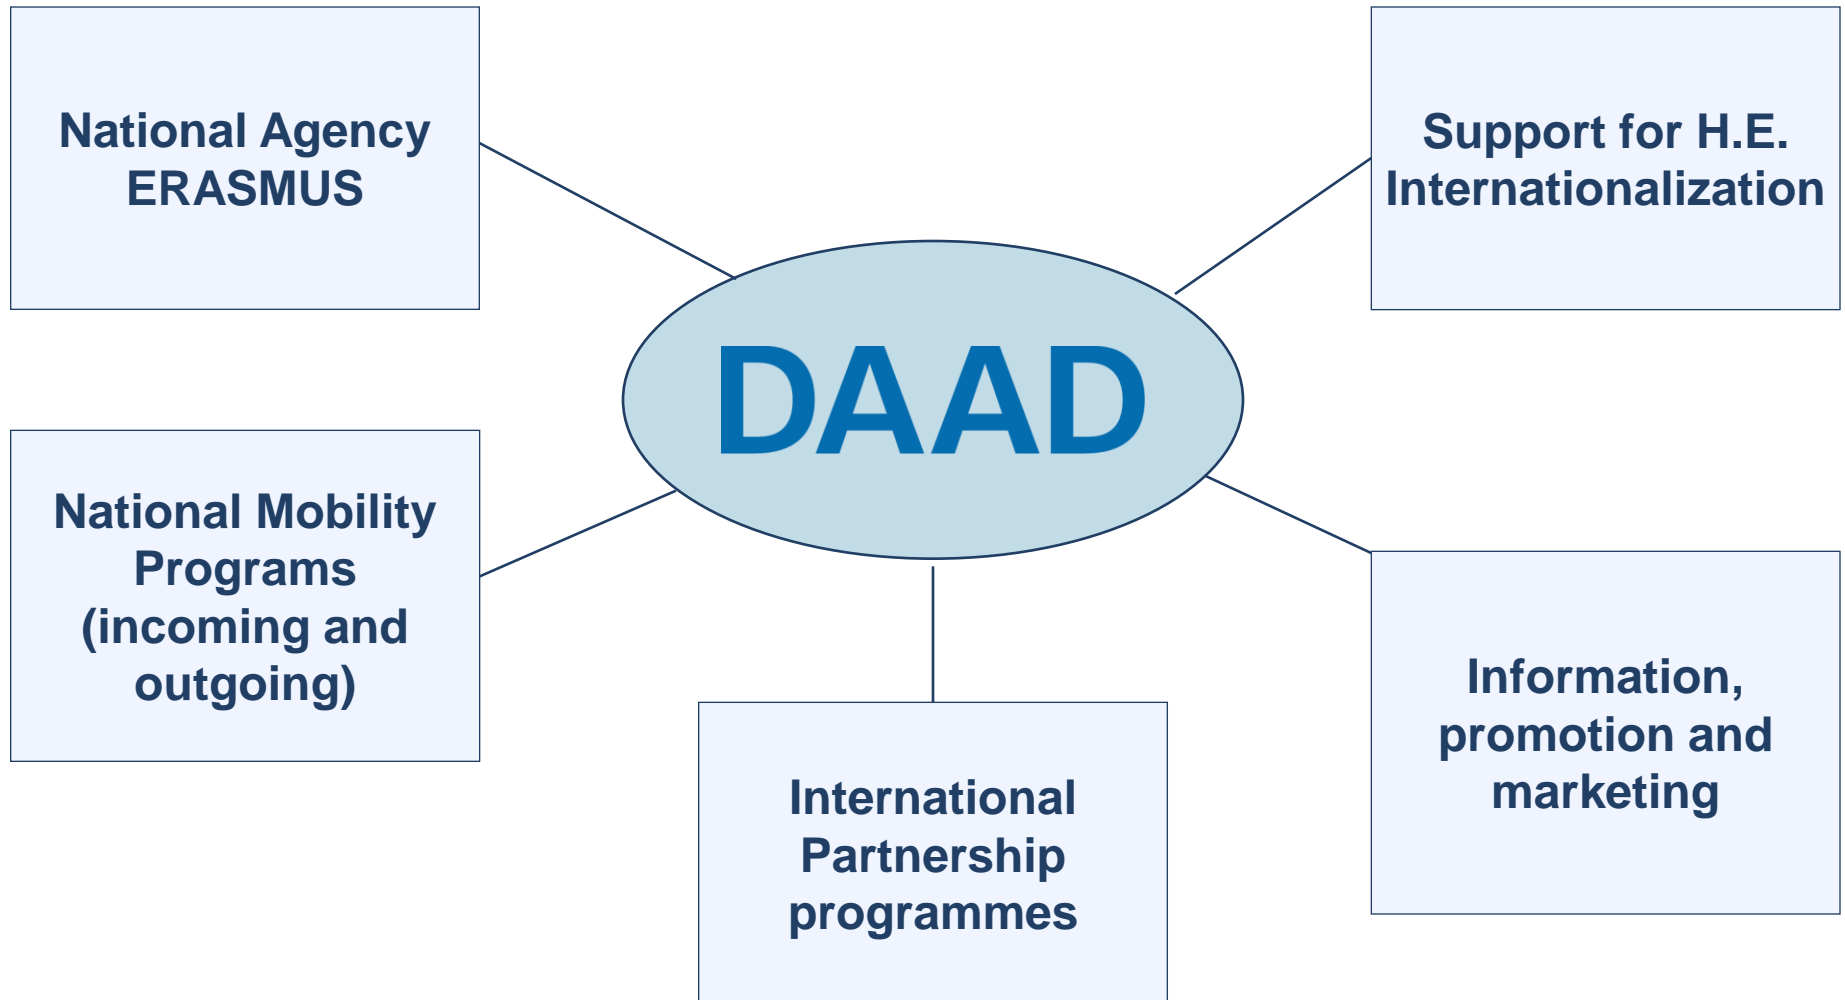 National Agency
ERASMUS
Support for H.E.
Internationalization
DAAD
National Mobility
Programs
(incoming and
outgoing)
International
Partnership
programmes
Information,
promotion and
marketing